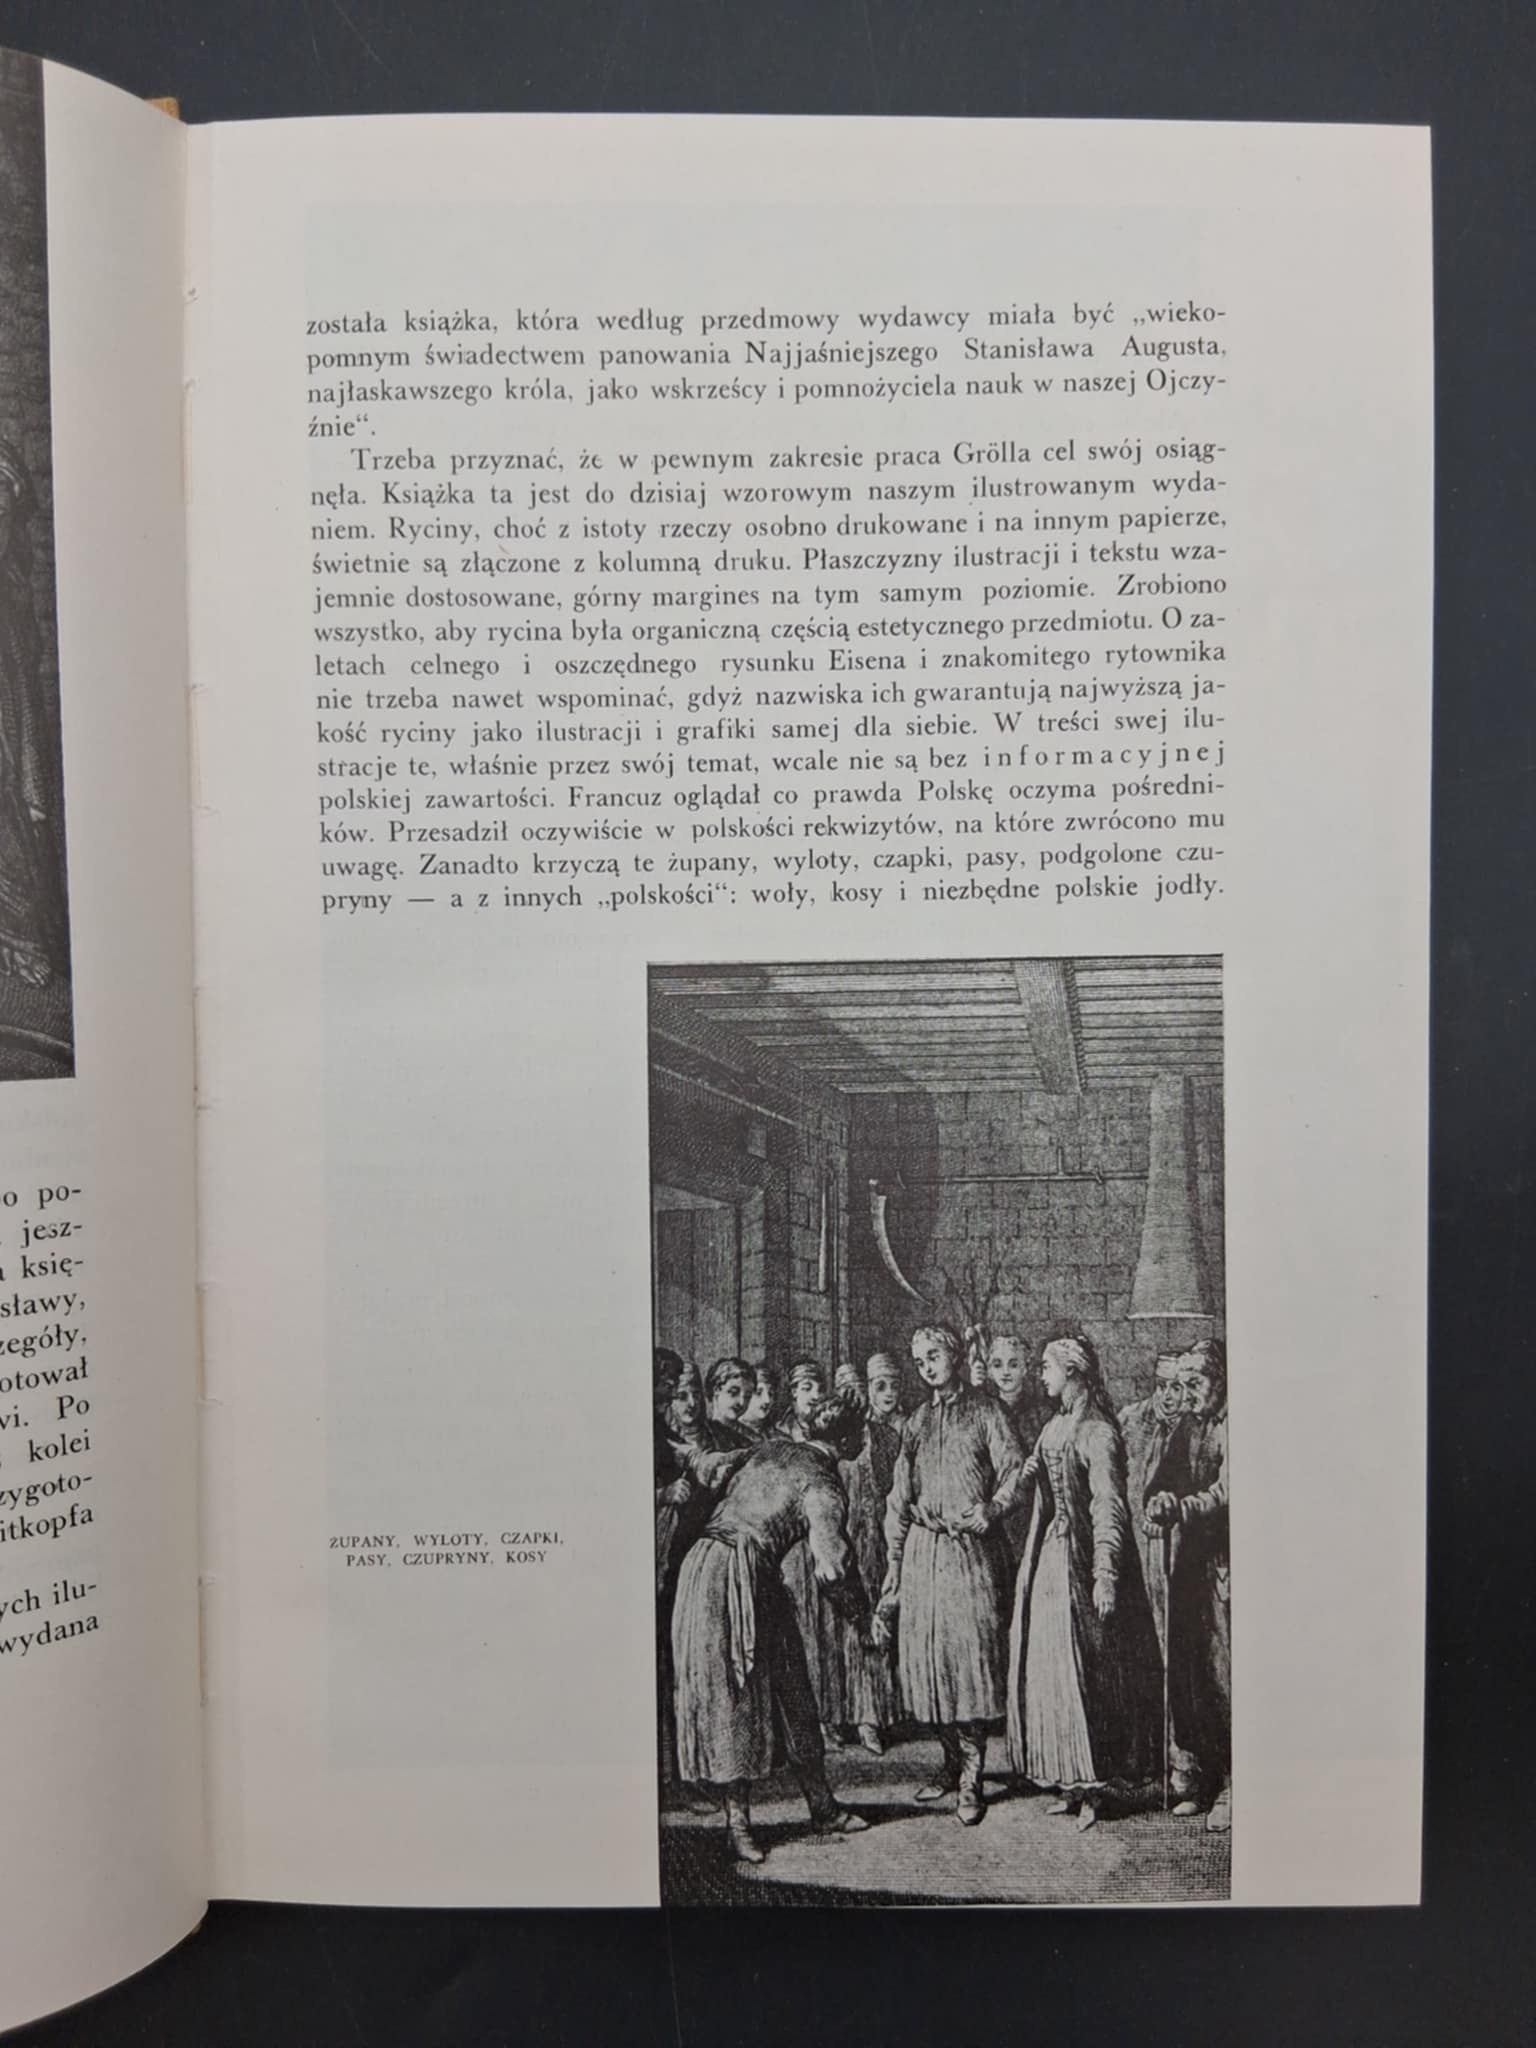 o po-
jesz-
a księ-
sławy,
zegóły,
otował
vi. Po
kolei
zygoto-
itkopfa
ych ilu-
wydana
została książka, która według przedmowy wydawcy miała być „wieko-
pomnym świadectwem panowania Najjaśniejszego Stanisława Augusta,
najłaskawszego króla, jako wskrześcy i pomnożyciela nauk w naszej Ojczy-
źnie“.
Trzeba przyznać, że w pewnym zakresie praca Grölla cel swój osiąg-
nęła. Książka ta jest do dzisiaj wzorowym naszym ilustrowanym wyda-
niem. Ryciny, choć z istoty rzeczy osobno drukowane i na innym papierze,
świetnie są złączone z kolumną druku. Płaszczyzny ilustracji i tekstu wza-
jemnie dostosowane, górny margines na tym samym poziomie. Zrobiono
wszystko, aby rycina była organiczną częścią estetycznego przedmiotu. O za-
letach celnego i oszczędnego rysunku Eisena i znakomitego rytownika
nie trzeba nawet wspominać, gdyż nazwiska ich gwarantują najwyższą ja-
kość ryciny jako ilustracji i grafiki samej dla siebie. W treści swej ilu-
stracje te, właśnie przez swój temat, wcale nie są bez informacyjnej
polskiej zawartości. Francuz oglądał co prawda Polskę oczyma pośredni-
ków. Przesadził oczywiście w polskości rekwizytów, na które zwrócono mu
uwagę. Zanadto krzyczą te żupany, wyloty, czapki, pasy, podgolone czu-
pryny — a z innych „polskości“: woły, kosy i niezbędne polskie jodły.
ŻUPANY, WYLOTY, CZAPKI,
PASY, CZUPRYNY, KOSY